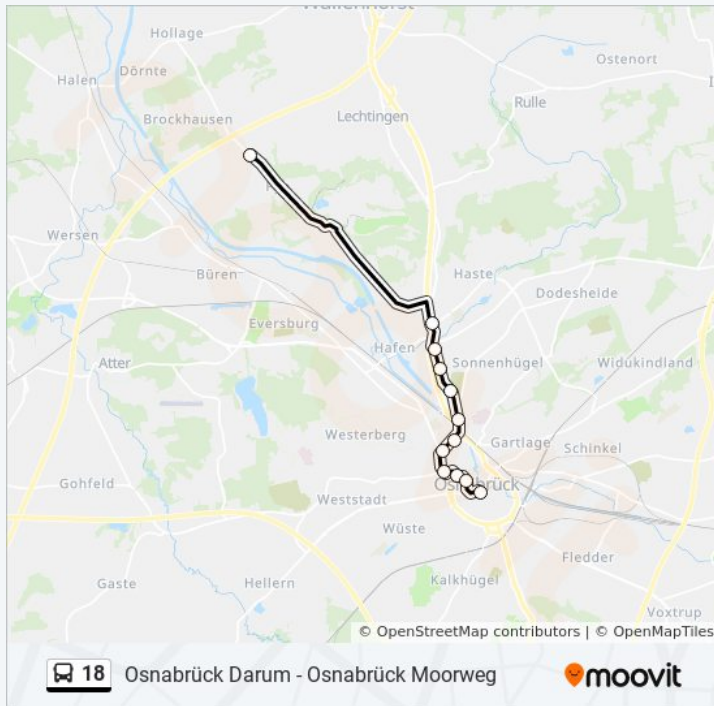 Wallenhorst
Hollage
Ostenort
Halen
Dörnte
Rulle
Brockhausen
Lechtingen
Wersen
Büren
Haste
Dodesheide
Eversburg
Hafen
Sonnenhügel
Widukindland
Atter
Westerberg
Gartlage
Schinkel
Gohfeld
Osnabrück
Weststadt
Wüste
Fledder
Gaste
Hellern
Kalkhügel
Voxtrup
© OpenStreetMap contributors | © OpenMapTiles
18 Osnabrück Darum - Osnabrück Moorweg moovit